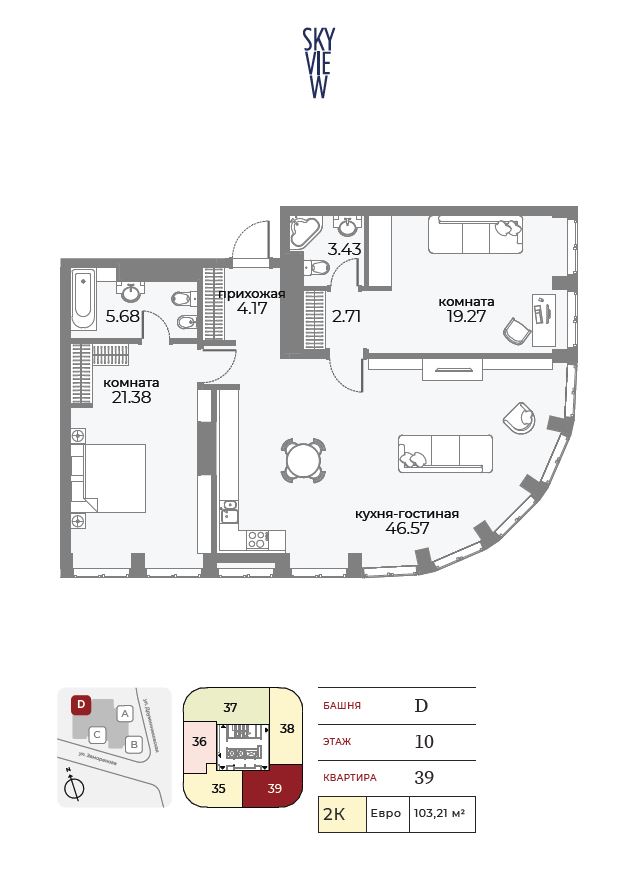 SKY
VIE
W
3.43
прихожая
4.17
5.68
2.71
комната
19.27
комната
21.38
кухня-гостиная
46.57
D
A
C
B
ул. Дружинниковская
ул. Заморенова
N
37
38
36
35
39
БАШНЯ D
ЭТАЖ 10
КВАРТИРА 39
2К Евро 103,21 м²